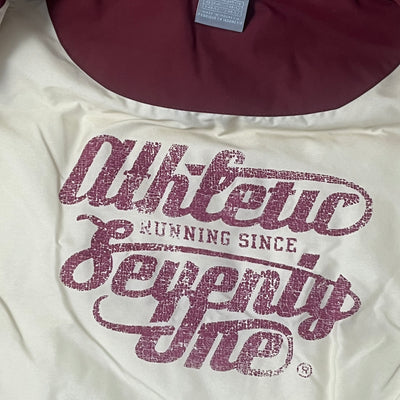 Athletic
RUNNING SINCE
Seventy
One
®